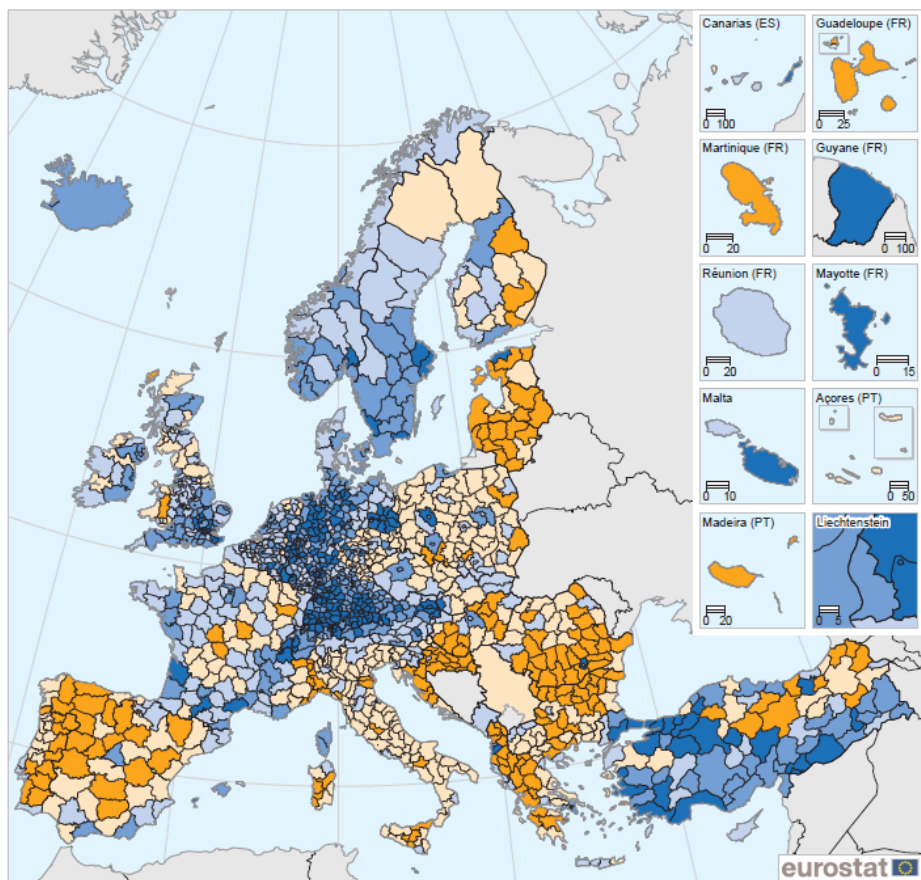 Canarias (ES)
0 100
Guadeloupe (FR)
0 25
Martinique (FR)
0 20
Guyane (FR)
0 100
Réunion (FR)
0 20
Mayotte (FR)
0 15
Malta
0 10
Açores (PT)
0 50
Madeira (PT)
0 20
Liechtenstein
0 5
eurostat